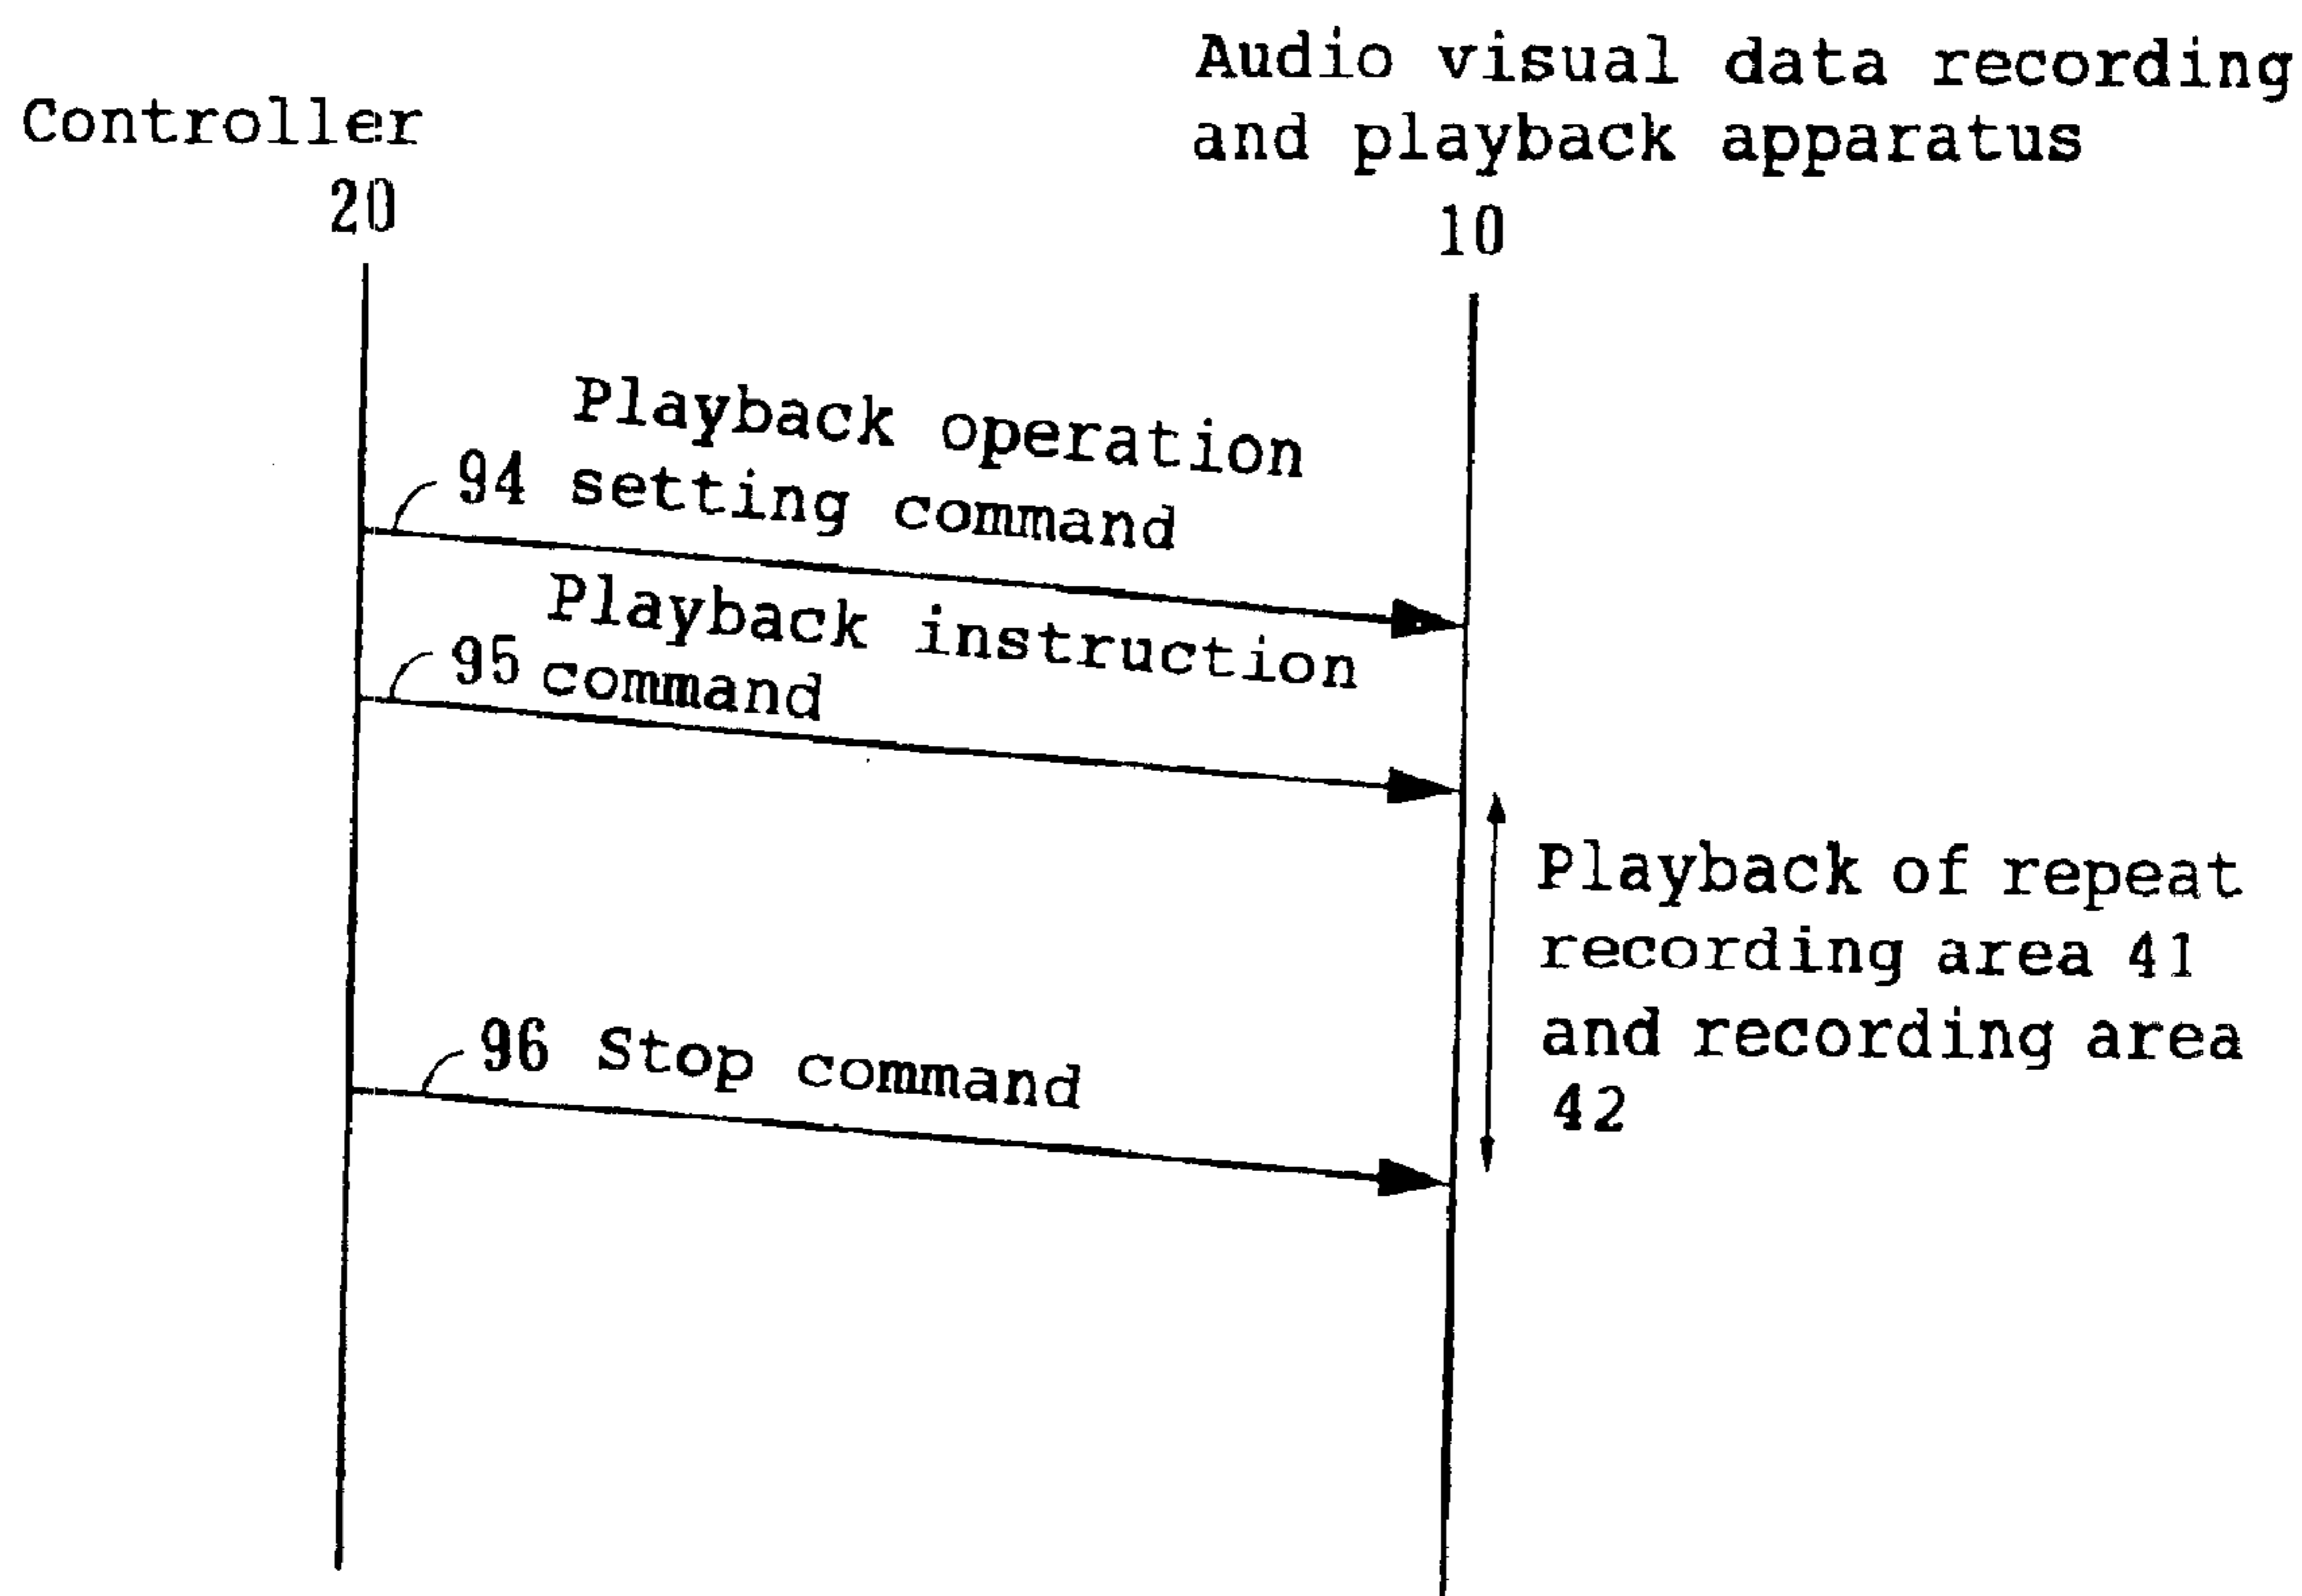 Controller
20
Audio visual data recording
and playback apparatus
10
Playback operation
94 setting command
Playback instruction
95 command
Playback of repeat
recording area 41
and recording area
42
96 Stop command